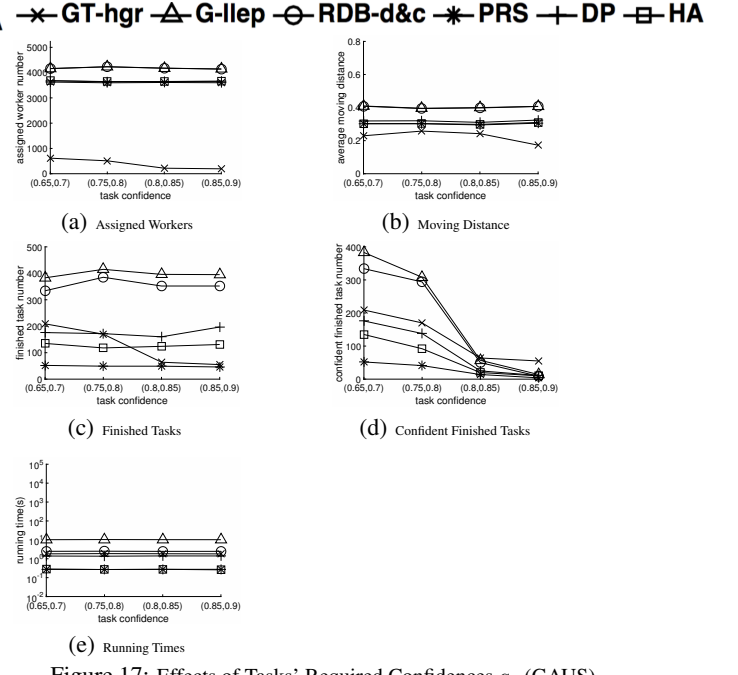 GT-hgr G-llep RDB-d&c PRS DP HA
assigned worker number
5000
4000
3000
2000
1000
0
(0.65,0.7) (0.75,0.8) (0.8,0.85) (0.85,0.9)
task confidence
(a) Assigned Workers
average moving distance
0.8
0.6
0.4
0.2
0
(0.65,0.7) (0.75,0.8) (0.8,0.85) (0.85,0.9)
task confidence
(b) Moving Distance
finished task number
500
400
300
200
100
0
(0.65,0.7) (0.75,0.8) (0.8,0.85) (0.85,0.9)
task confidence
(c) Finished Tasks
confident finished task number
400
300
200
100
0
(0.65,0.7) (0.75,0.8) (0.8,0.85) (0.85,0.9)
task confidence
(d) Confident Finished Tasks
running time(s)
10^5
10^4
10^3
10^2
10^1
10^0
10^-1
10^-2
(0.65,0.7) (0.75,0.8) (0.8,0.85) (0.85,0.9)
task confidence
(e) Running Times
Figure 17: Effects of Tasks' Required Confidences (GAUS)